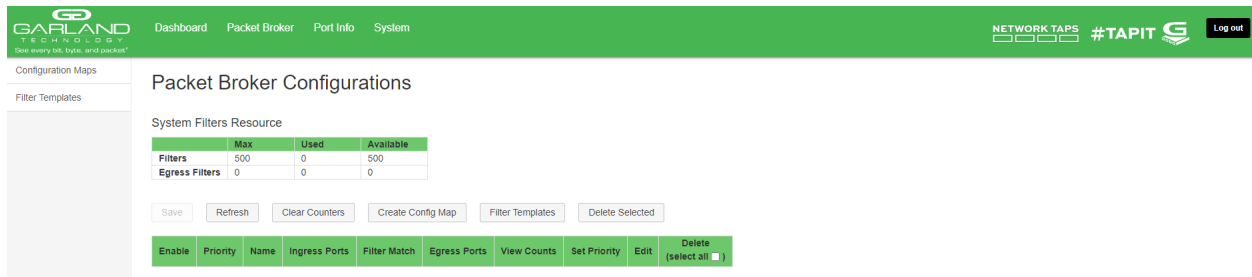 GARLAND
TECHNOLOGY
See every bit, byte, and packet®
Dashboard Packet Broker Port Info System
NETWORK TAPS #TAPIT
Log out
Configuration Maps
Filter Templates
Packet Broker Configurations
System Filters Resource
Max Used Available
Filters 500 0 500
Egress Filters 0 0 0
Save Refresh Clear Counters Create Config Map Filter Templates Delete Selected
Enable Priority Name Ingress Ports Filter Match Egress Ports View Counts Set Priority Edit Delete
(select all )